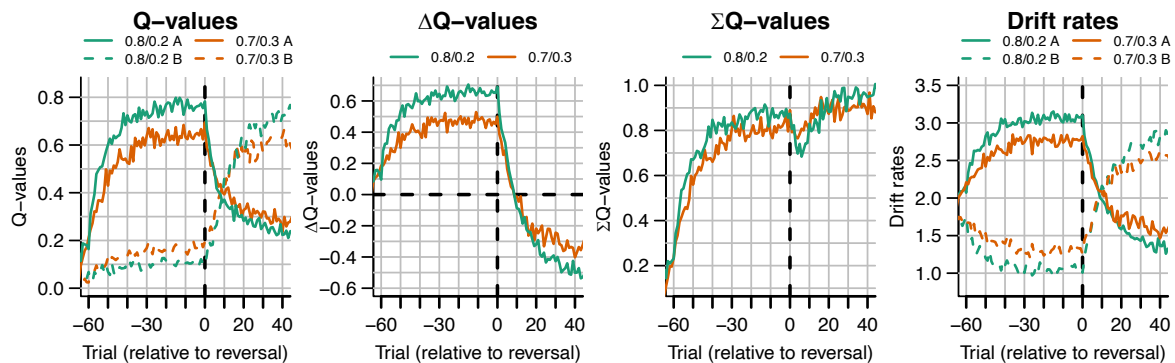 Q−values
0.8/0.2 A
0.7/0.3 A
0.8/0.2 B
0.7/0.3 B
Q−values
0.8
0.6
0.4
0.2
0.0
−60
−30
0
20
40
Trial (relative to reversal)
ΔQ−values
0.8/0.2
0.7/0.3
ΔQ−values
0.6
0.4
0.2
0.0
−0.2
−0.4
−0.6
−60
−30
0
20
40
Trial (relative to reversal)
ΣQ−values
0.8/0.2
0.7/0.3
ΣQ−values
1.0
0.8
0.6
0.4
0.2
−60
−30
0
20
40
Trial (relative to reversal)
Drift rates
0.8/0.2 A
0.7/0.3 A
0.8/0.2 B
0.7/0.3 B
Drift rates
3.5
3.0
2.5
2.0
1.5
1.0
−60
−30
0
20
40
Trial (relative to reversal)